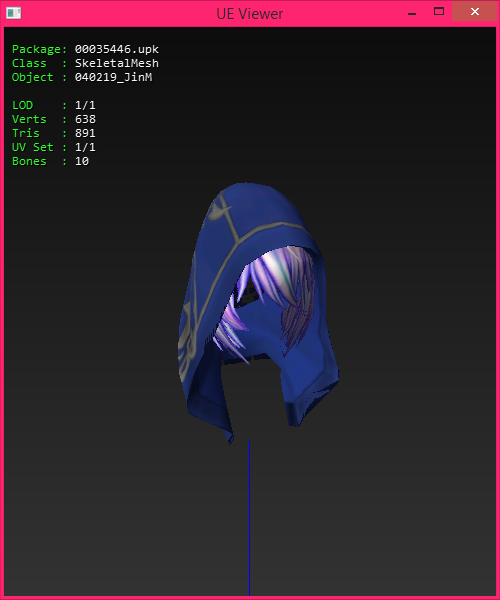 UE Viewer
Package: 00035446.upk
Class : SkeletalMesh
Object : 040219_JinM
LOD : 1/1
Verts : 638
Tris : 891
UV Set : 1/1
Bones : 10